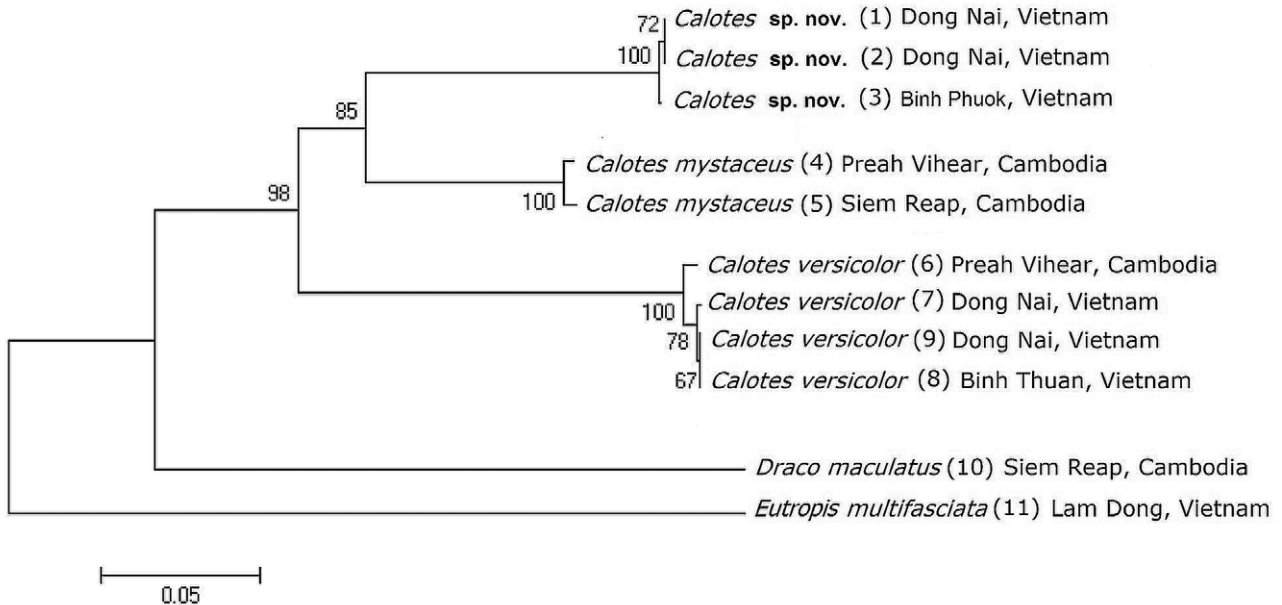 72 Calotes sp. nov. (1) Dong Nai, Vietnam
100 Calotes sp. nov. (2) Dong Nai, Vietnam
Calotes sp. nov. (3) Binh Phuok, Vietnam
85
Calotes mystaceus (4) Preah Vihear, Cambodia
98
100 Calotes mystaceus (5) Siem Reap, Cambodia
Calotes versicolor (6) Preah Vihear, Cambodia
100 Calotes versicolor (7) Dong Nai, Vietnam
78 Calotes versicolor (9) Dong Nai, Vietnam
67 Calotes versicolor (8) Binh Thuan, Vietnam
Draco maculatus (10) Siem Reap, Cambodia
Eutropis multifasciata (11) Lam Dong, Vietnam
0.05